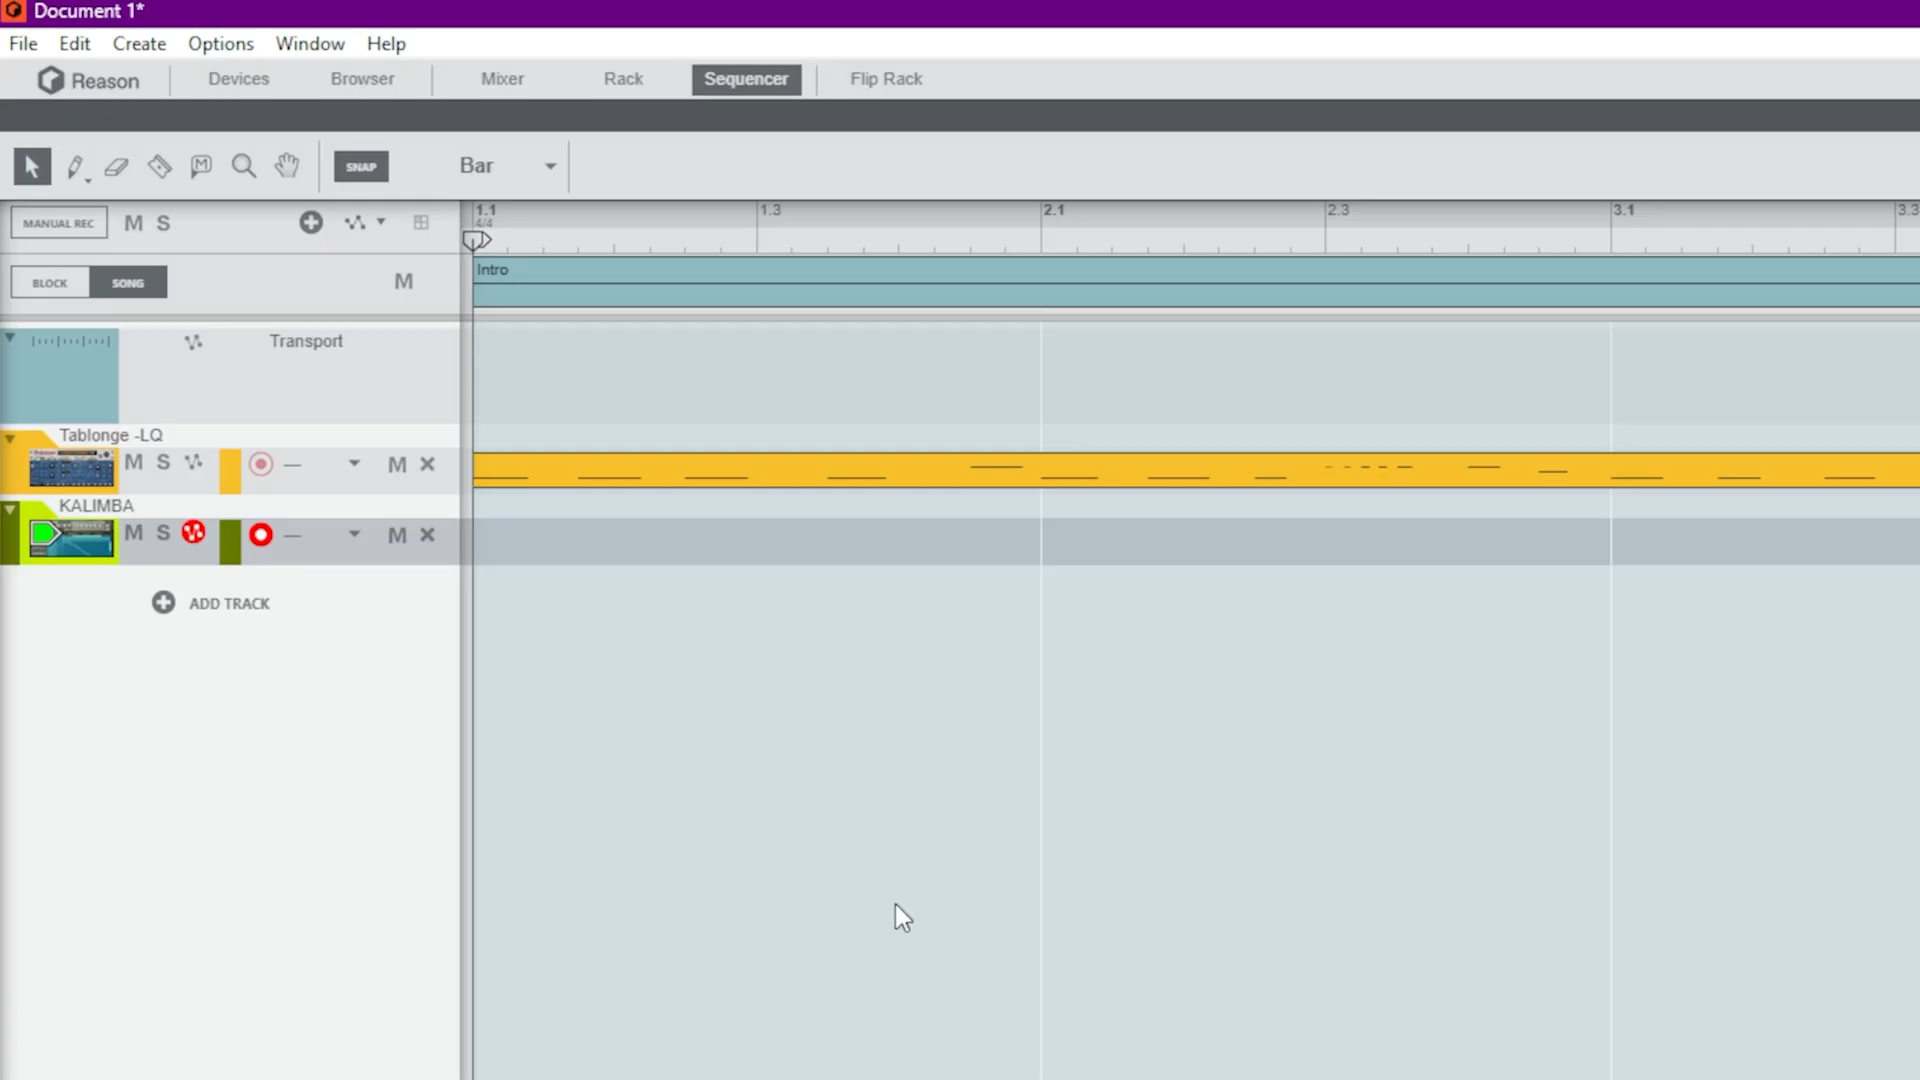 Document 1*
File Edit Create Options Window Help
Reason Devices Browser Mixer Rack Sequencer Flip Rack
SNAP Bar
MANUAL REC M S
1.1 1.3 2.1 2.3 3.1 3.3
4/4
BLOCK SONG M
Intro
Transport
Tablonge -LQ
M S M
KALIMBA
M S M
ADD TRACK